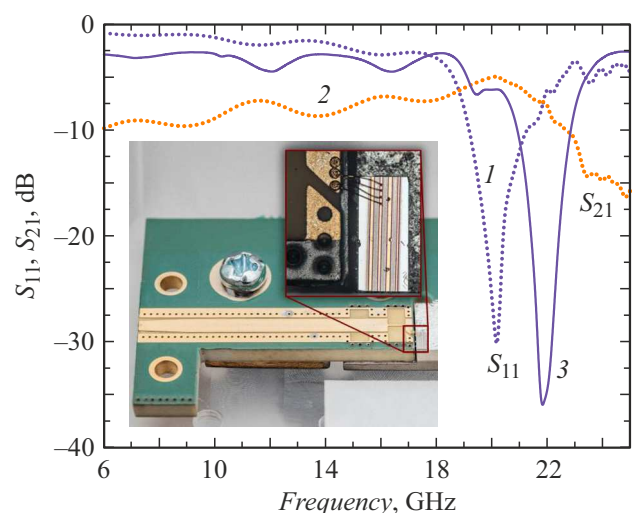 0
–10
–20
–30
–40
S₁₁, S₂₁, dB
2
1
S₂₁
S₁₁
3
6 10 14 18 22
Frequency, GHz